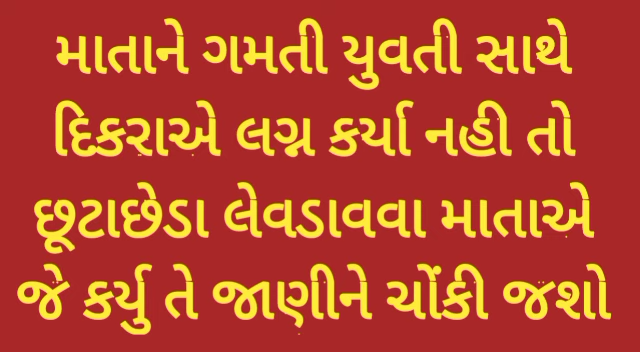 માતાને ગમતી યુવતી સાથે
દિકરાએ લગ્ન કર્યા નહી તો
છૂટાછેડા લેવડાવવા માતાએ
જે કર્યુ તે જાણીને ચોંકી જશો